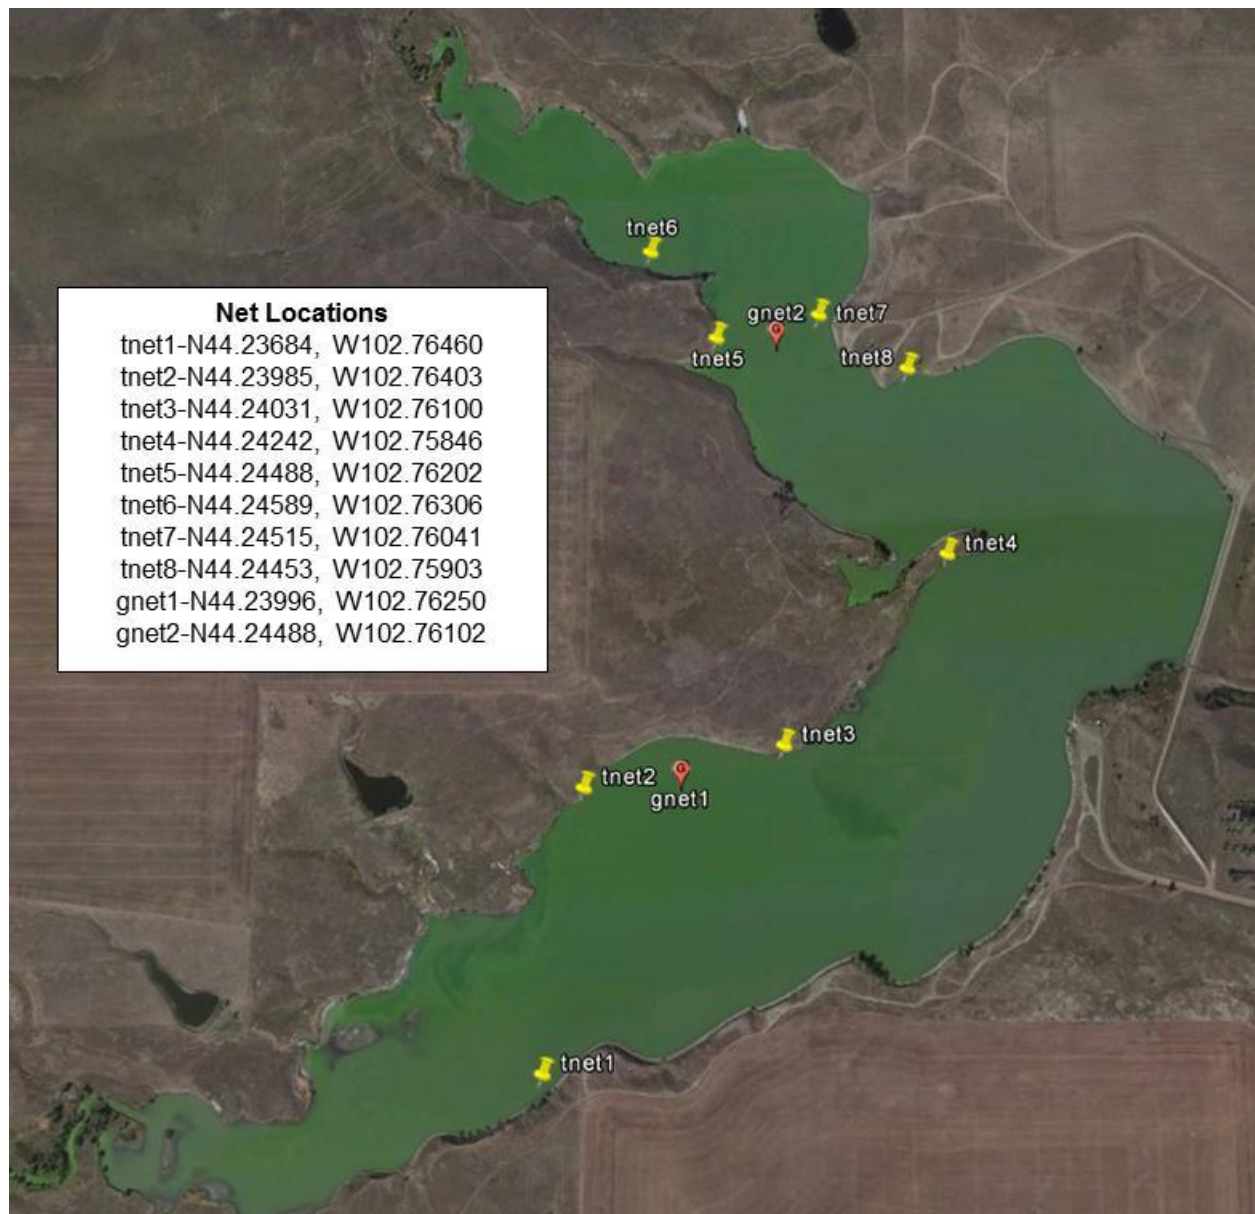 tnet6
gnet2
tnet7
tnet5
tnet8
Net Locations
tnet1-N44.23684, W102.76460
tnet2-N44.23985, W102.76403
tnet3-N44.24031, W102.76100
tnet4-N44.24242, W102.75846
tnet5-N44.24488, W102.76202
tnet6-N44.24589, W102.76306
tnet7-N44.24515, W102.76041
tnet8-N44.24453, W102.75903
gnet1-N44.23996, W102.76250
gnet2-N44.24488, W102.76102
tnet4
tnet3
tnet2
gnet1
tnet1
G
G